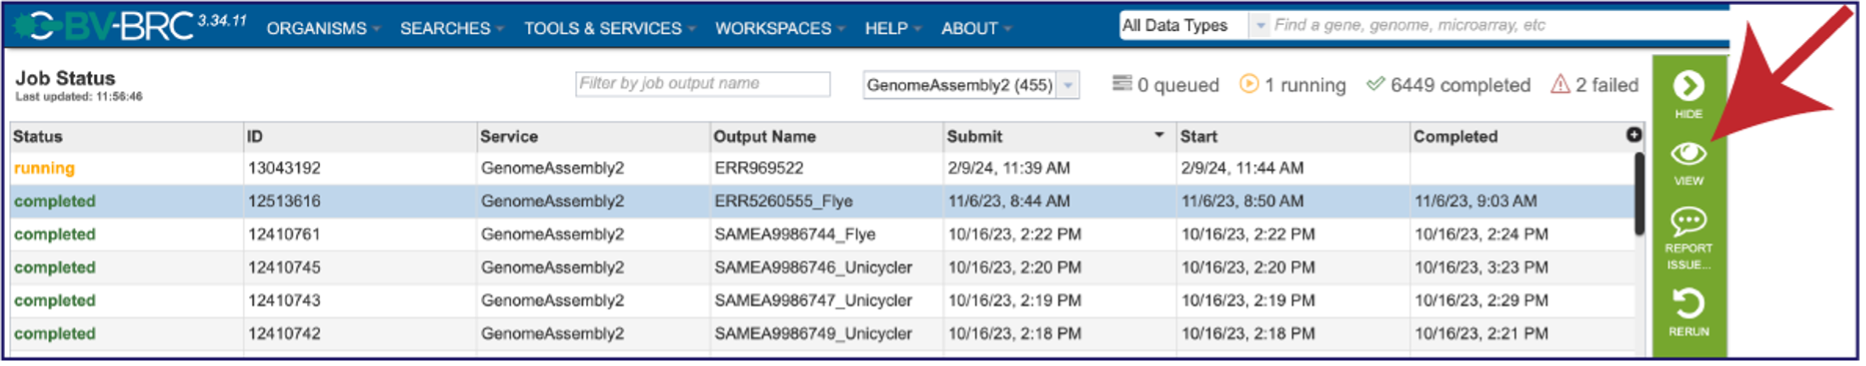 BV-BRC 3.34.11 ORGANISMS SEARCHES TOOLS & SERVICES WORKSPACES HELP ABOUT All Data Types Find a gene, genome, microarray, etc
Job Status
Last updated: 11:56:46
Filter by job output name GenomeAssembly2 (455) 0 queued 1 running 6449 completed 2 failed
Status ID Service Output Name Submit Start Completed
running 13043192 GenomeAssembly2 ERR969522 2/9/24, 11:39 AM 2/9/24, 11:44 AM
completed 12513616 GenomeAssembly2 ERR5260555_Flye 11/6/23, 8:44 AM 11/6/23, 8:50 AM 11/6/23, 9:03 AM
completed 12410761 GenomeAssembly2 SAMEA9986744_Flye 10/16/23, 2:22 PM 10/16/23, 2:22 PM 10/16/23, 2:24 PM
completed 12410745 GenomeAssembly2 SAMEA9986746_Unicycler 10/16/23, 2:20 PM 10/16/23, 2:20 PM 10/16/23, 3:23 PM
completed 12410743 GenomeAssembly2 SAMEA9986747_Unicycler 10/16/23, 2:19 PM 10/16/23, 2:19 PM 10/16/23, 2:29 PM
completed 12410742 GenomeAssembly2 SAMEA9986749_Unicycler 10/16/23, 2:18 PM 10/16/23, 2:18 PM 10/16/23, 2:21 PM
HIDE
VIEW
REPORT
ISSUE...
RERUN